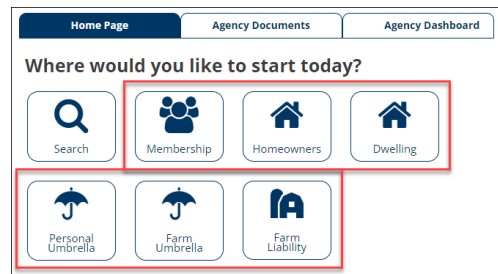 Home Page
Agency Documents
Agency Dashboard
Where would you like to start today?
Search
Membership
Homeowners
Dwelling
Personal
Umbrella
Farm
Umbrella
Farm
Liability